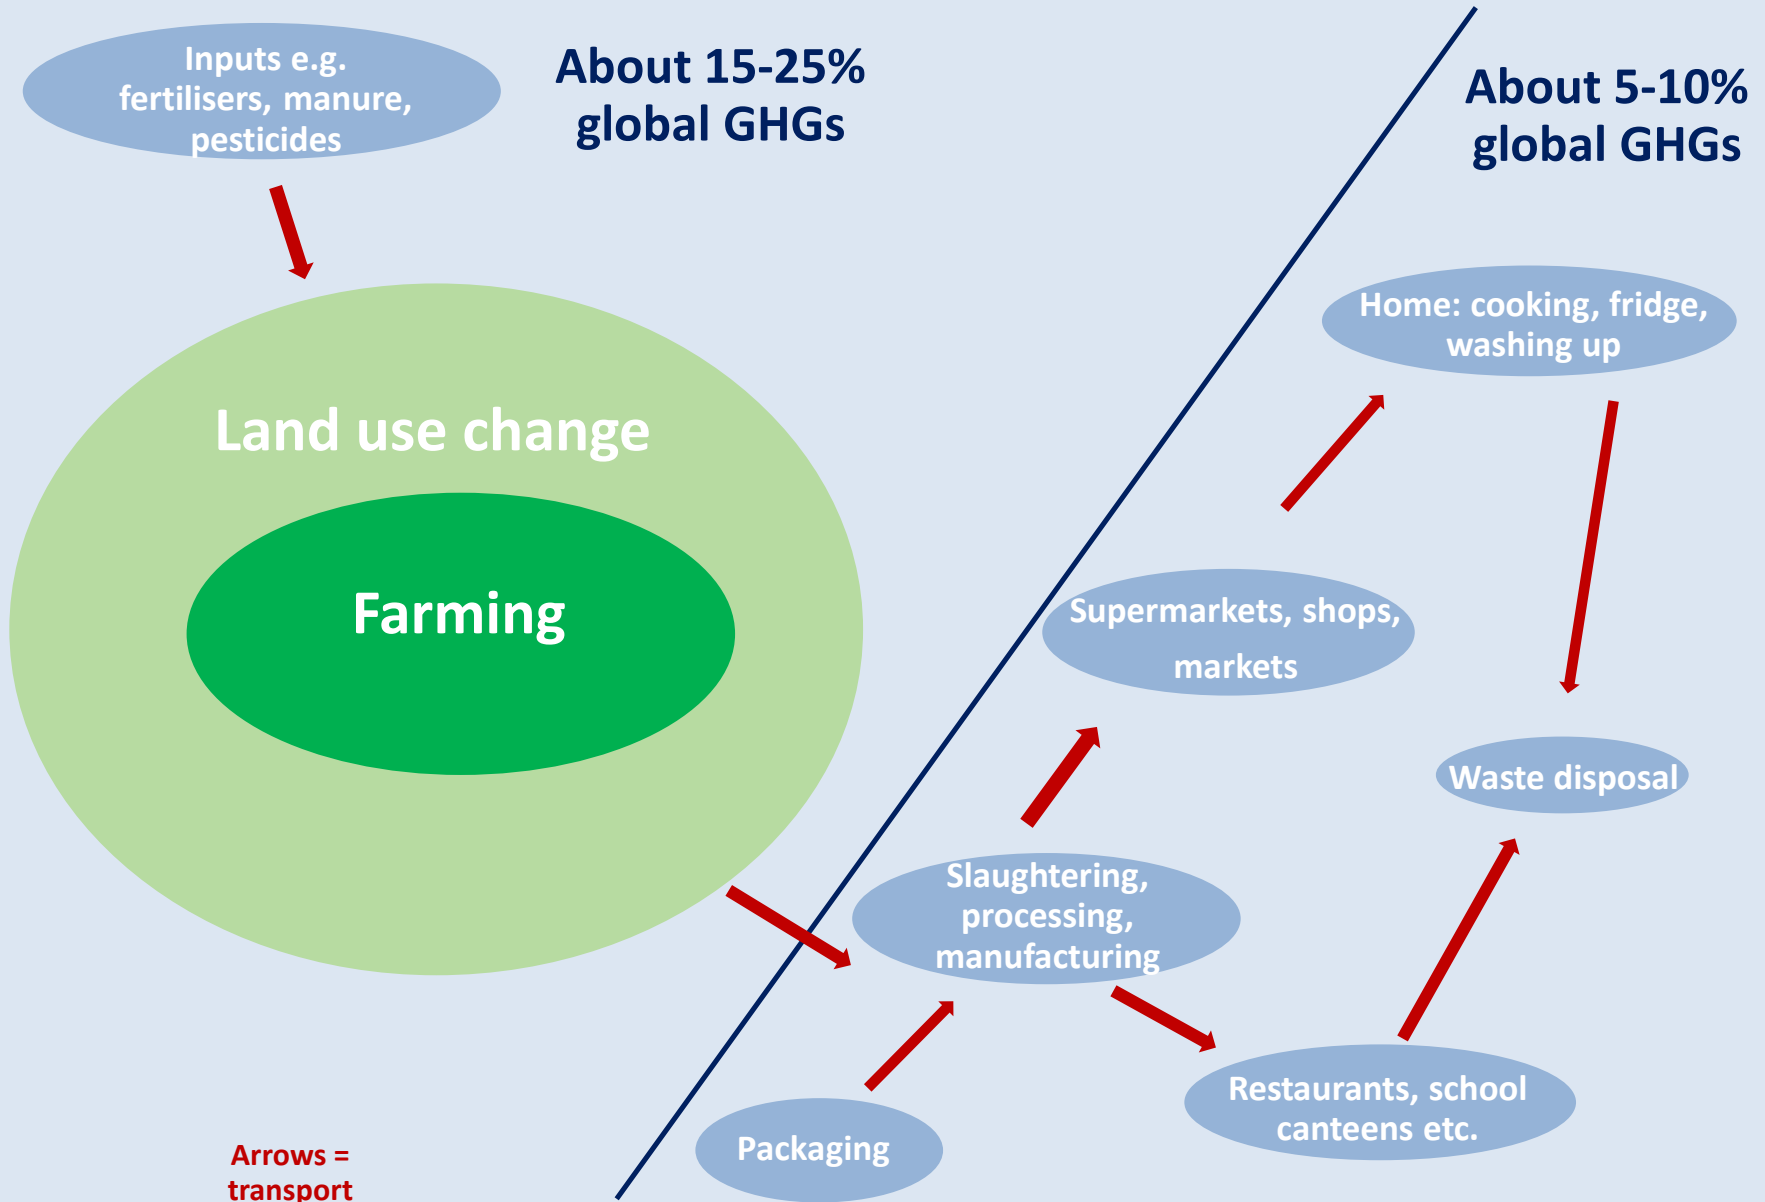 Inputs e.g.
fertilisers, manure,
pesticides
About 15-25%
global GHGs
About 5-10%
global GHGs
Home: cooking, fridge,
washing up
Land use change
Farming
Supermarkets, shops,
markets
Waste disposal
Slaughtering,
processing,
manufacturing
Restaurants, school
canteens etc.
Packaging
Arrows =
transport